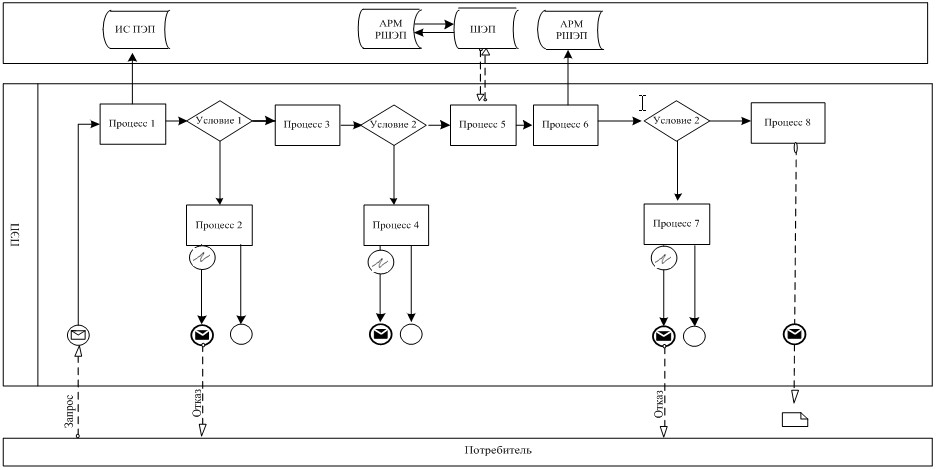 ИС ПЭП
АРМ
РШЭП
ШЭП
АРМ
РШЭП
ПЭП
Процесс 1
Условие 1
Процесс 3
Условие 2
Процесс 5
Процесс 6
Условие 2
Процесс 8
Процесс 2
Процесс 4
Процесс 7
Запрос
Отказ
Отказ
Потребитель